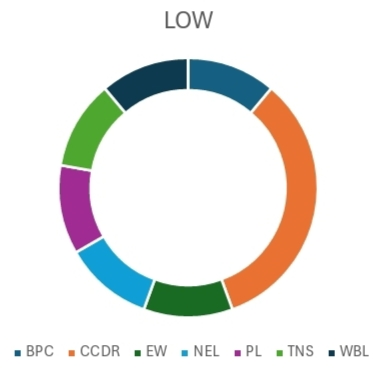 LOW
BPC CCDR EW NEL PL TNS WBL